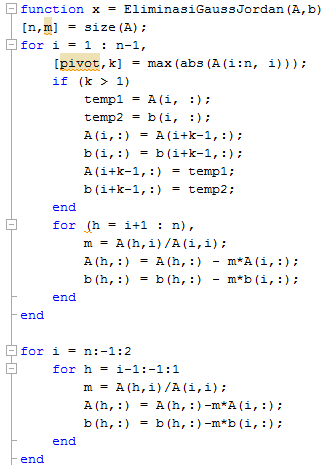 function x = EliminasiGaussJordan(A,b)
[n,m] = size(A);
for i = 1 : n-1,
    [pivot,k] = max(abs(A(i:n, i)));
    if (k > 1)
        temp1 = A(i, :);
        temp2 = b(i, :);
        A(i,:) = A(i+k-1,:);
        b(i,:) = b(i+k-1,:);
        A(i+k-1,:) = temp1;
        b(i+k-1,:) = temp2;
    end
    for (h = i+1 : n),
        m = A(h,i)/A(i,i);
        A(h,:) = A(h,:) - m*A(i,:);
        b(h,:) = b(h,:) - m*b(i,:);
    end
end

for i = n:-1:2
    for h = i-1:-1:1
        m = A(h,i)/A(i,i);
        A(h,:) = A(h,:)-m*A(i,:);
        b(h,:) = b(h,:)-m*b(i,:);
    end
end